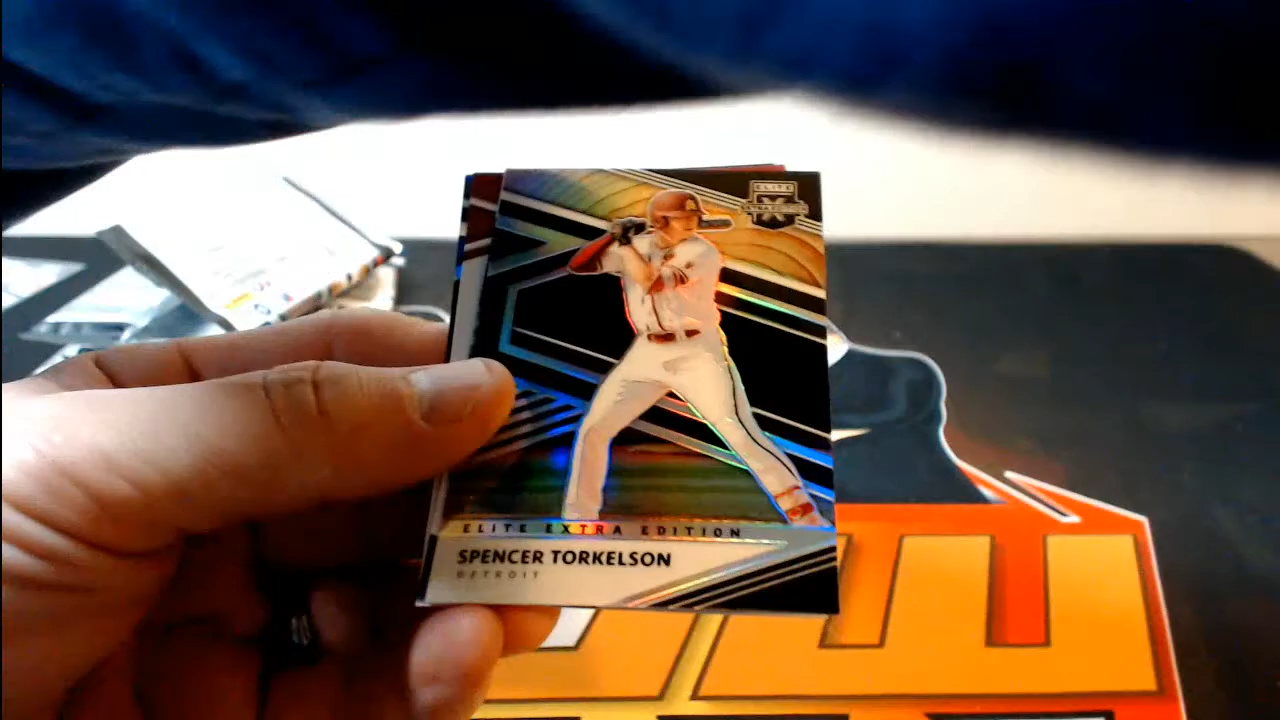 ELITE
EXTRA EDITION
ELITE EXTRA EDITION
SPENCER TORKELSON
DETROIT